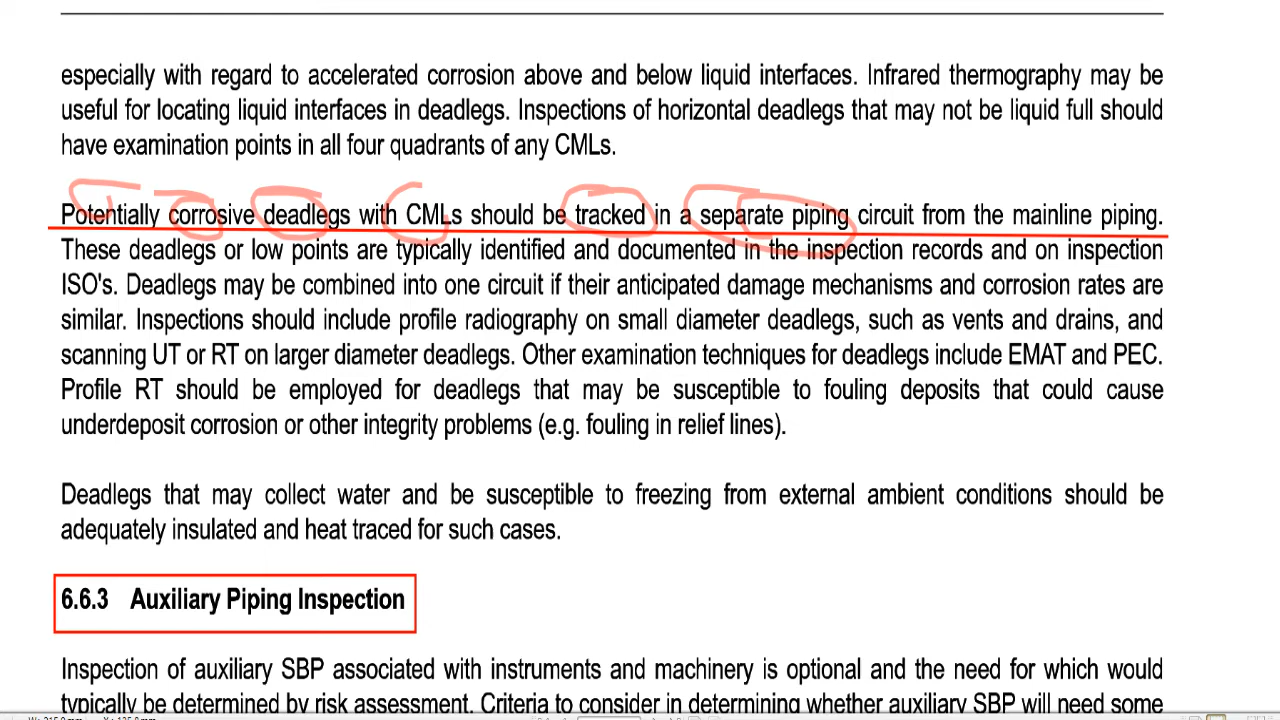 especially with regard to accelerated corrosion above and below liquid interfaces. Infrared thermography may be
useful for locating liquid interfaces in deadlegs. Inspections of horizontal deadlegs that may not be liquid full should
have examination points in all four quadrants of any CMLs.
Potentially corrosive deadlegs with CMLs should be tracked in a separate piping circuit from the mainline piping.
These deadlegs or low points are typically identified and documented in the inspection records and on inspection
ISO's. Deadlegs may be combined into one circuit if their anticipated damage mechanisms and corrosion rates are
similar. Inspections should include profile radiography on small diameter deadlegs, such as vents and drains, and
scanning UT or RT on larger diameter deadlegs. Other examination techniques for deadlegs include EMAT and PEC.
Profile RT should be employed for deadlegs that may be susceptible to fouling deposits that could cause
underdeposit corrosion or other integrity problems (e.g. fouling in relief lines).
Deadlegs that may collect water and be susceptible to freezing from external ambient conditions should be
adequately insulated and heat traced for such cases.
6.6.3 Auxiliary Piping Inspection
Inspection of auxiliary SBP associated with instruments and machinery is optional and the need for which would
typically be determined by risk assessment. Criteria to consider in determining whether auxiliary SBP will need some